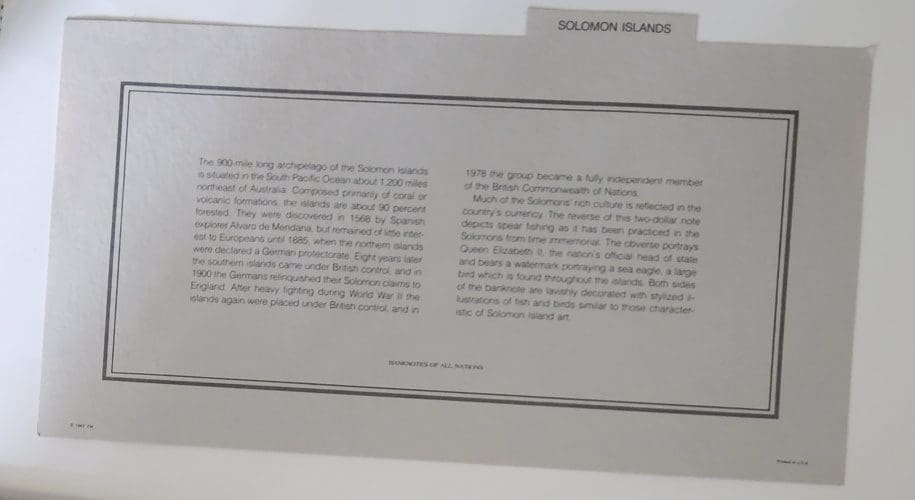 SOLOMON ISLANDS
The 900-mile long archipelago of the Solomon Islands
is situated in the South Pacific Ocean about 1,200 miles
northeast of Australia. Composed primarily of coral or
volcanic formations, the islands are about 90 percent
forested. They were discovered in 1568 by Spanish
explorer Alvaro de Mendana, but remained of little inter-
est to Europeans until 1885, when the northern islands
were declared a German protectorate. Eight years later
the southern islands came under British control, and in
1900 the Germans relinquished their Solomon claims to
England. After heavy fighting during World War II the
islands again were placed under British control, and in
1978 the group became a fully independent member
of the British Commonwealth of Nations.
Much of the Solomons' rich culture is reflected in the
country's currency. The reverse of this two-dollar note
depicts spear fishing as it has been practiced in the
Solomons from time immemorial. The obverse portrays
Queen Elizabeth II, the nation's official head of state
and bears a watermark portraying a sea eagle, a large
bird which is found throughout the islands. Both sides
of the banknote are lavishly decorated with stylized il-
lustrations of fish and birds similar to those character-
istic of Solomon Island art.
BANKNOTES OF ALL NATIONS
Printed in U.S.A.